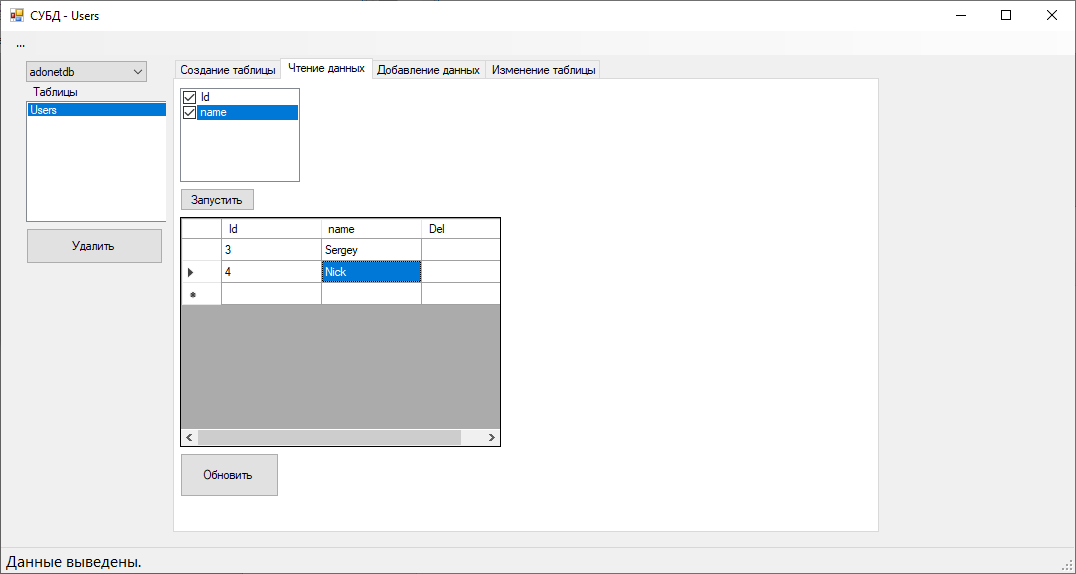 СУБД - Users
...
adonetdb
Таблицы
Users
Удалить
Создание таблицы Чтение данных Добавление данных Изменение таблицы
Id
name
Запустить
Id name Del
3 Sergey
4 Nick
Обновить
Данные выведены.